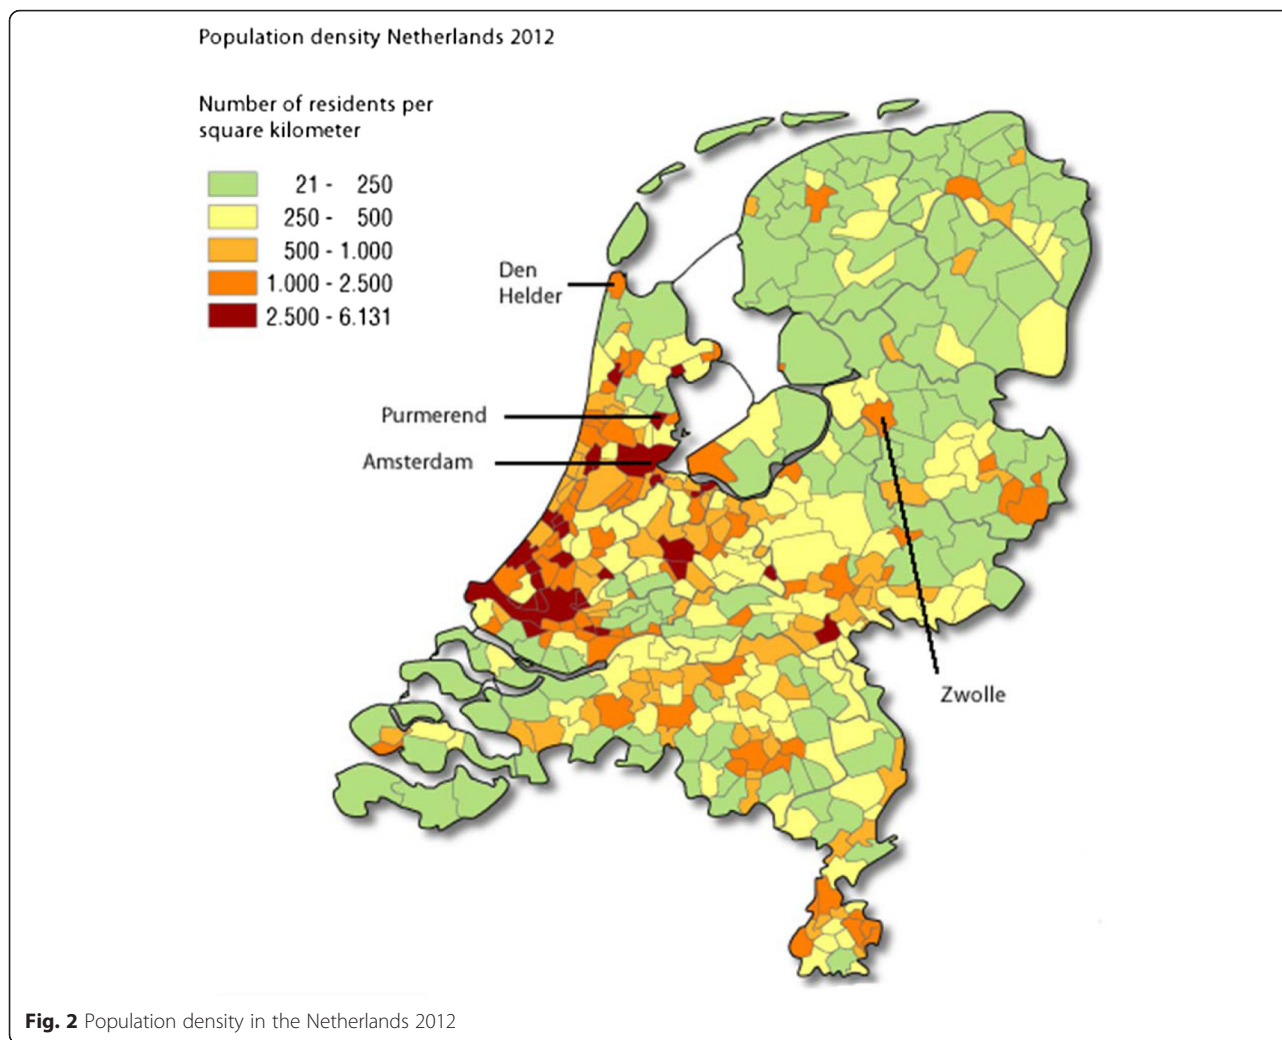 Population density Netherlands 2012
Number of residents per
square kilometer
21 - 250
250 - 500
500 - 1.000
1.000 - 2.500
2.500 - 6.131
Den
Helder
Purmerend
Amsterdam
Zwolle
Fig. 2 Population density in the Netherlands 2012